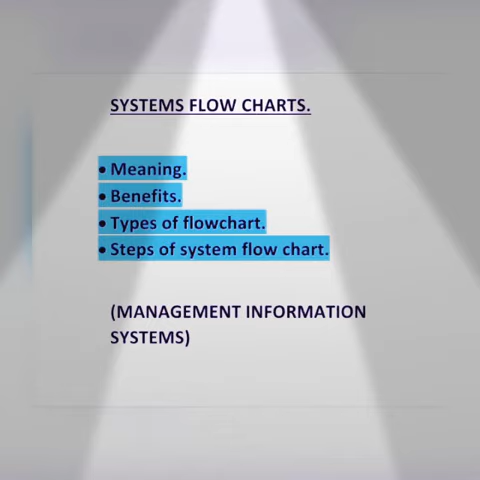 SYSTEMS FLOW CHARTS.
• Meaning.
• Benefits.
• Types of flowchart.
• Steps of system flow chart.
(MANAGEMENT INFORMATION
SYSTEMS)